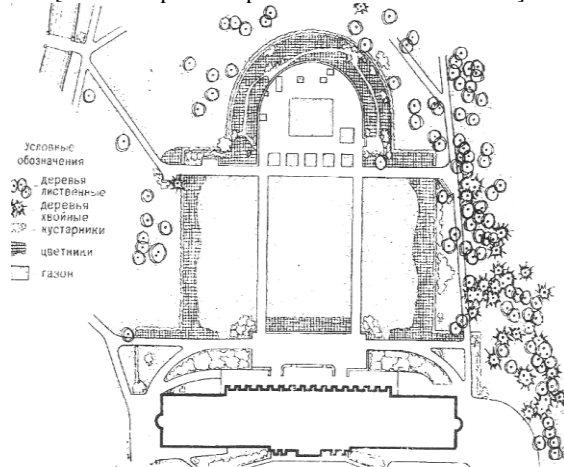 Условные
обозначения
- деревья
лиственные
- деревья
хвойные
- кустарники
цветники
газон